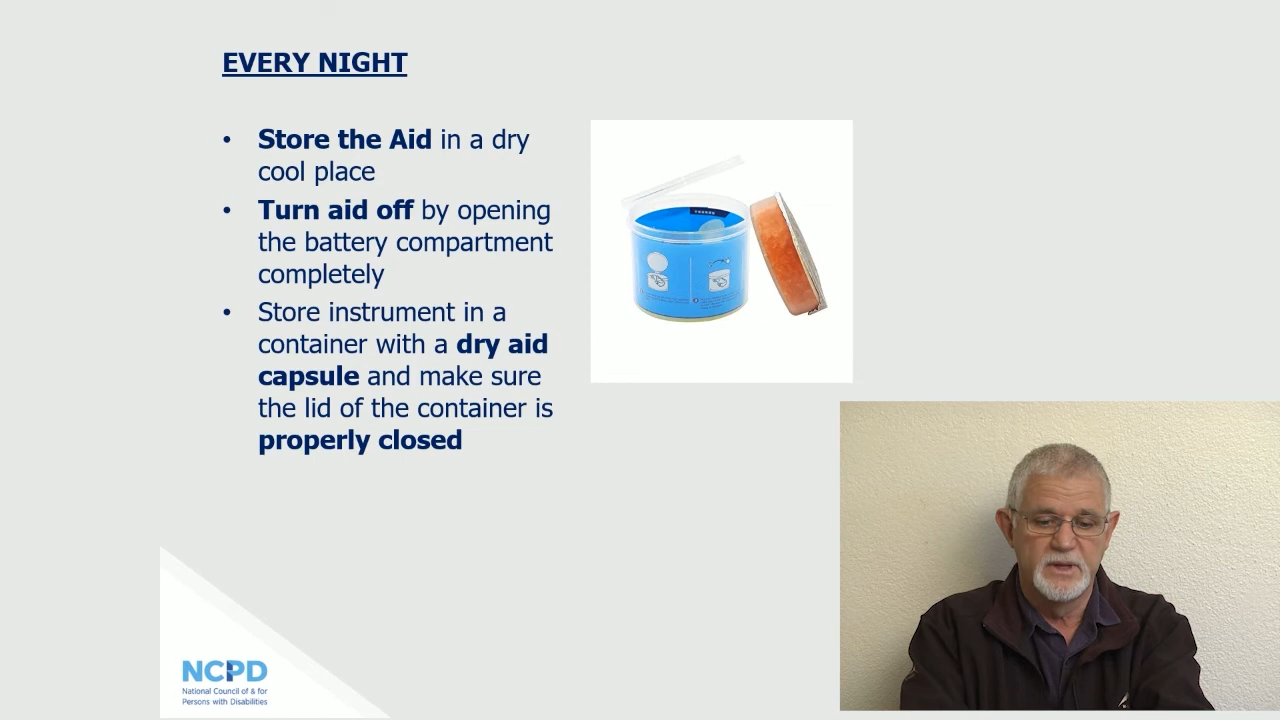 EVERY NIGHT
• Store the Aid in a dry
cool place
• Turn aid off by opening
the battery compartment
completely
• Store instrument in a
container with a dry aid
capsule and make sure
the lid of the container is
properly closed
NCPD
National Council of & for
Persons with Disabilities